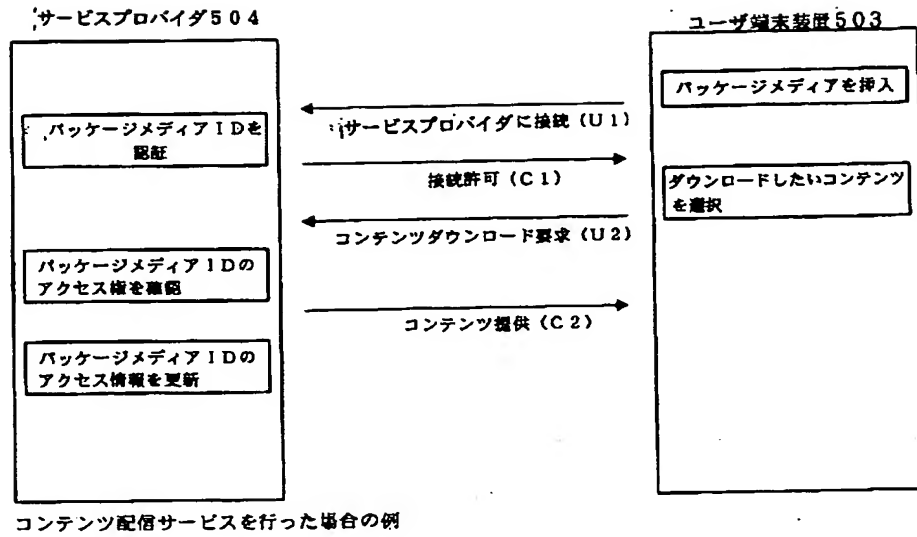 サービスプロバイダ504
ユーザ端末装置503
パッケージメディアを挿入
サービスプロバイダに接続(U1)
パッケージメディアIDを
認証
接続許可(C1)
ダウンロードしたいコンテンツ
を選択
コンテンツダウンロード要求(U2)
パッケージメディアIDの
アクセス権を確認
コンテンツ提供(C2)
パッケージメディアIDの
アクセス情報を更新
コンテンツ配信サービスを行った場合の例